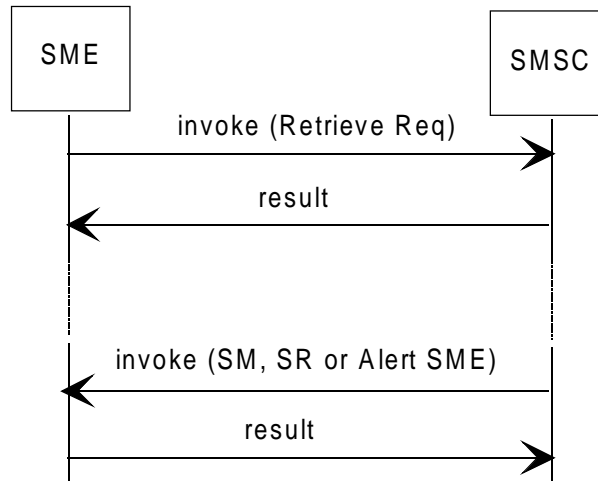 SME
SMSC
invoke (Retrieve Req)
result
invoke (SM, SR or Alert SME)
result